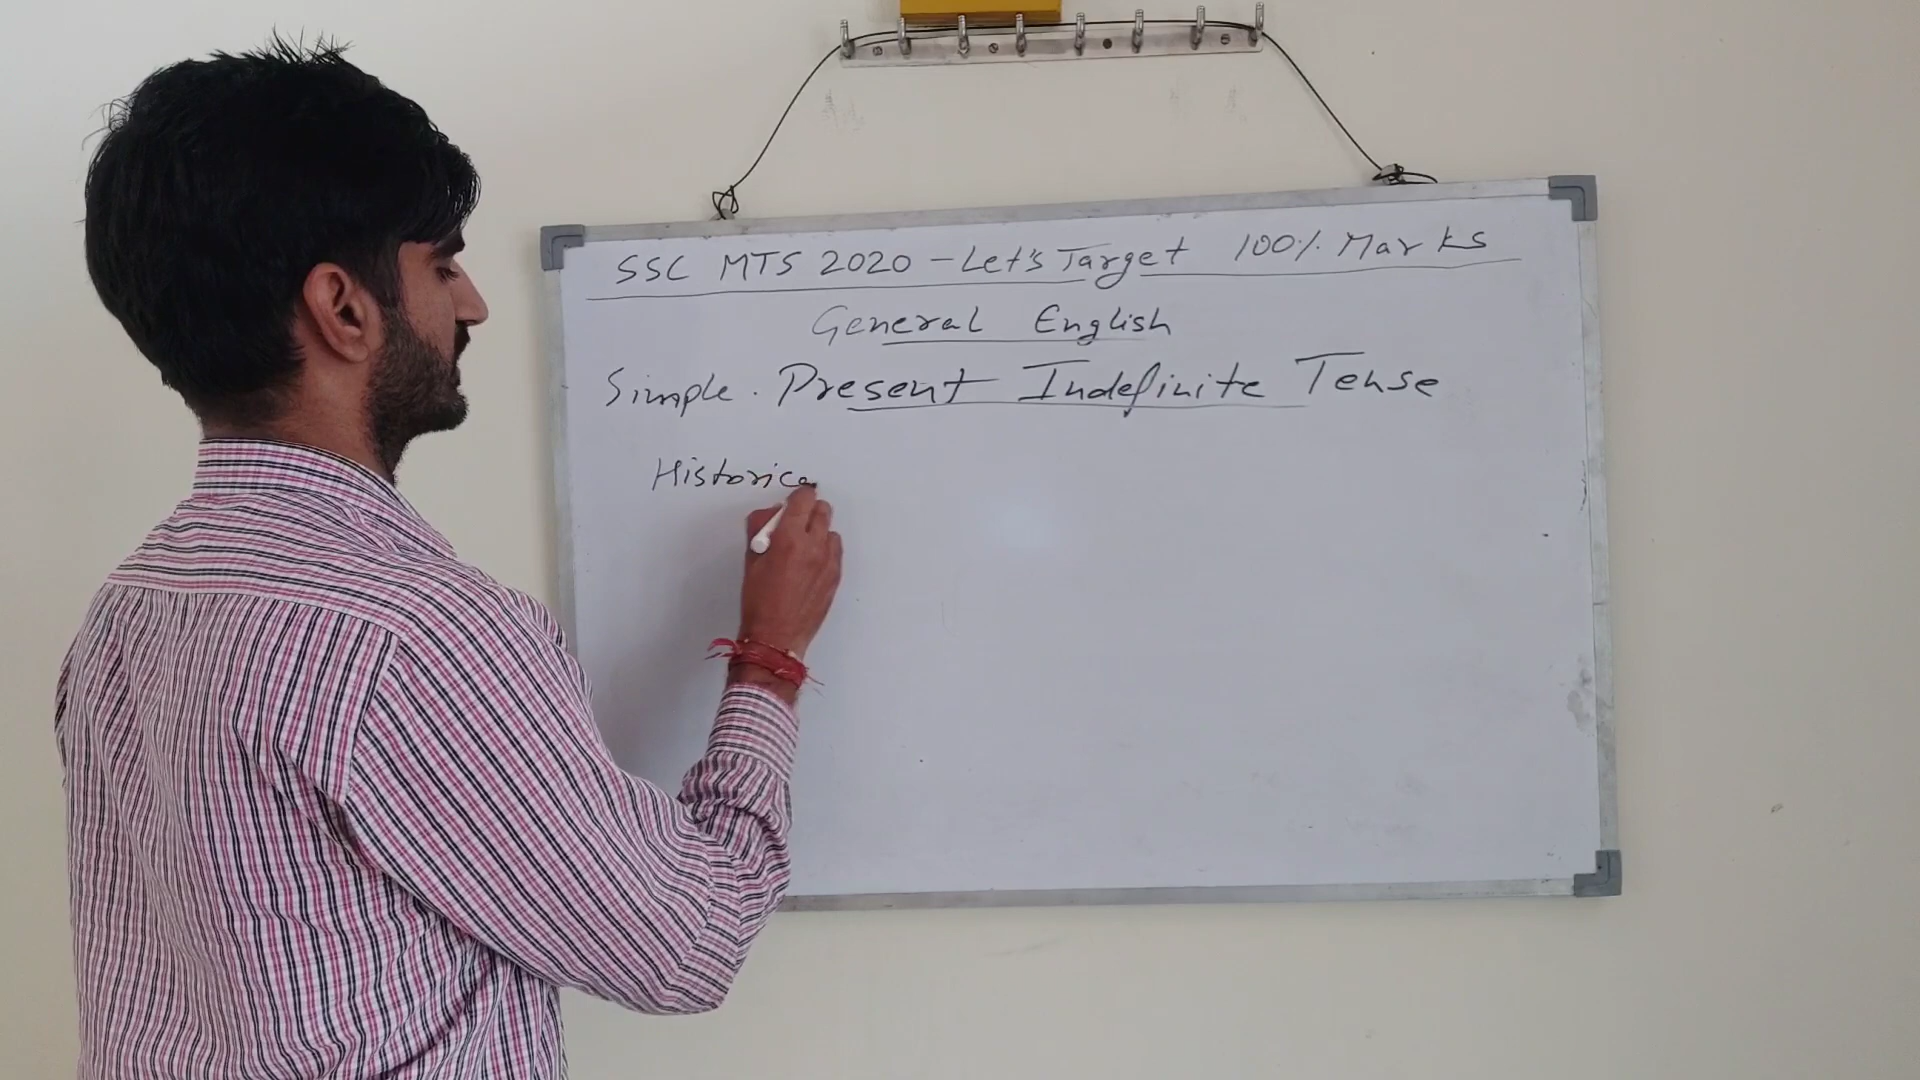 SSC MTS 2020 - Let's Target 100% Marks
General English
Simple. Present Indefinite Tense
Historica